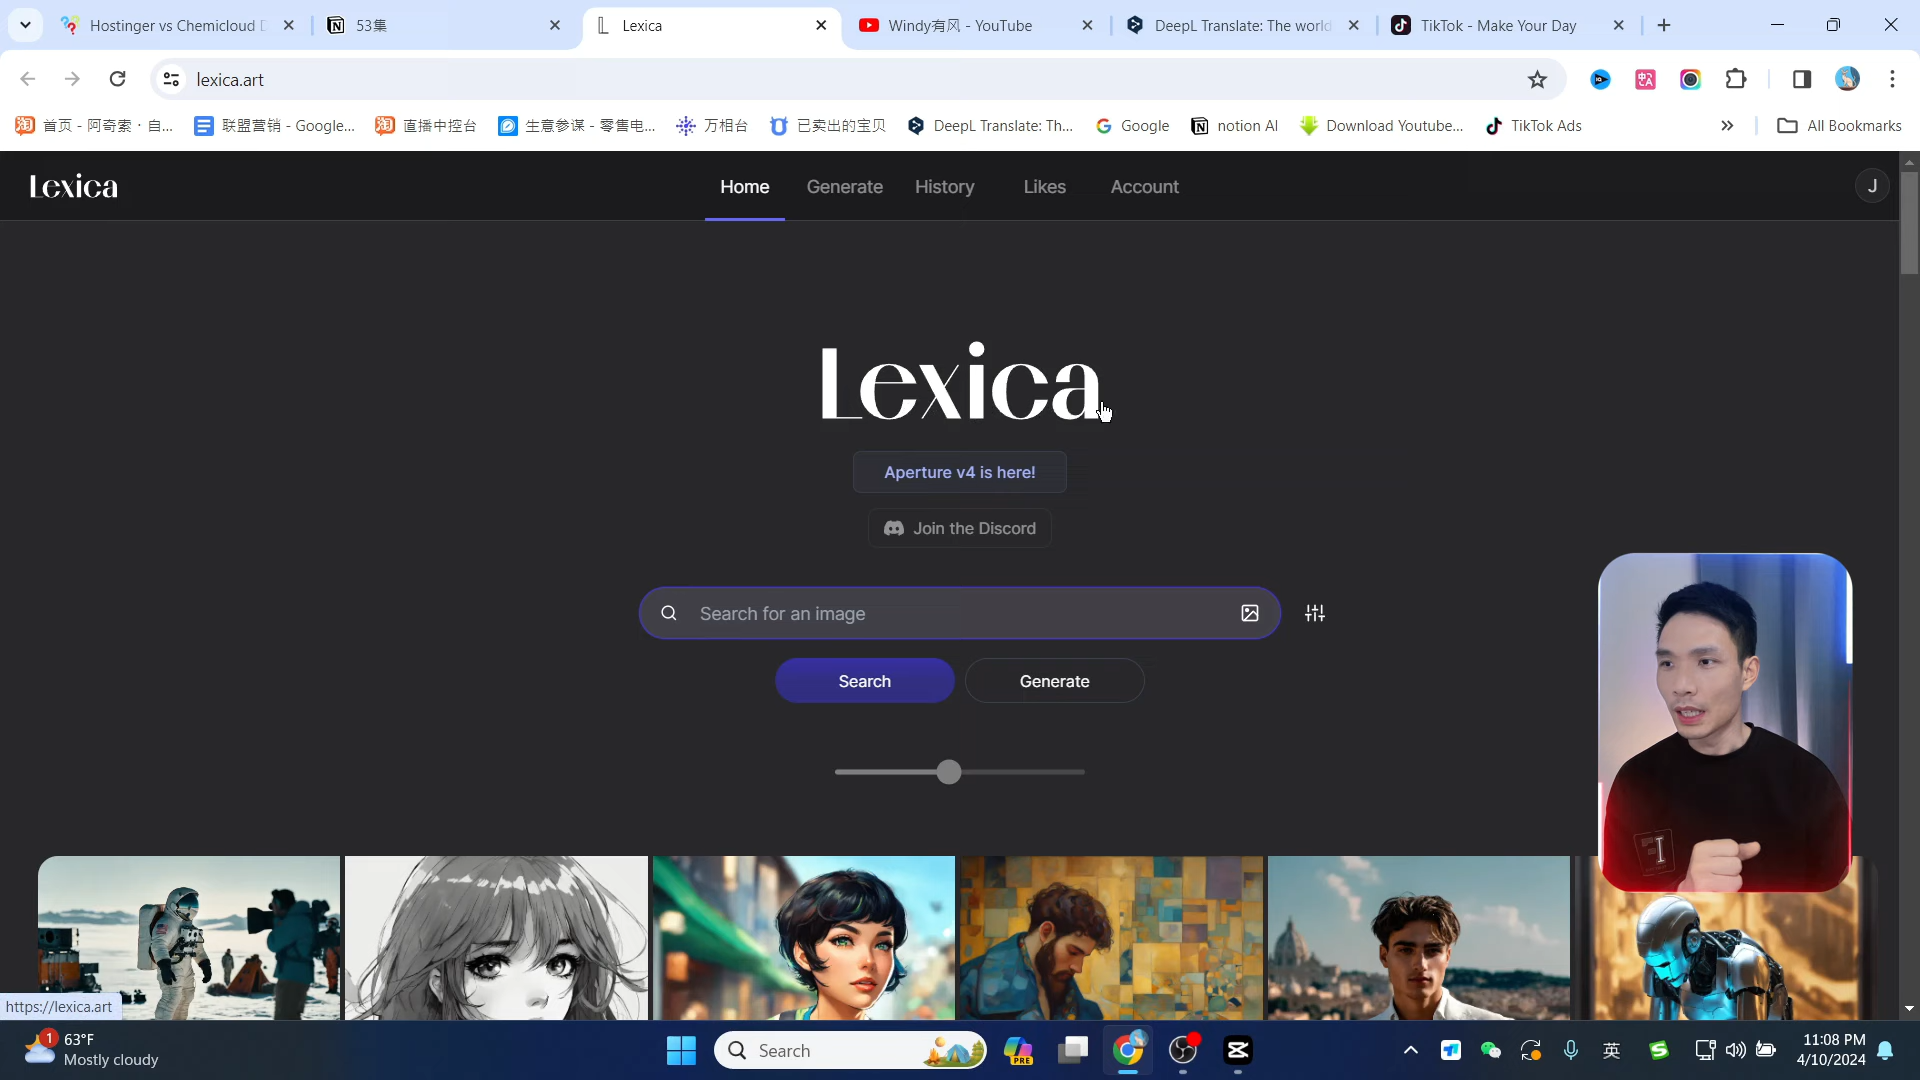 Hostinger vs Chemicloud D
53集
Lexica
Windy有风 - YouTube
DeepL Translate: The world
TikTok - Make Your Day
lexica.art
首页 - 阿奇索 · 自...
联盟营销 - Google...
直播中控台
生意参谋 - 零售电...
万相台
已卖出的宝贝
DeepL Translate: Th...
Google
notion AI
Download Youtube...
TikTok Ads
All Bookmarks
Lexica
Home
Generate
History
Likes
Account
J
Lexica
Aperture v4 is here!
Join the Discord
Search for an image
Search
Generate
https://lexica.art
1
63°F
Mostly cloudy
Search
PRE
英
11:08 PM
4/10/2024